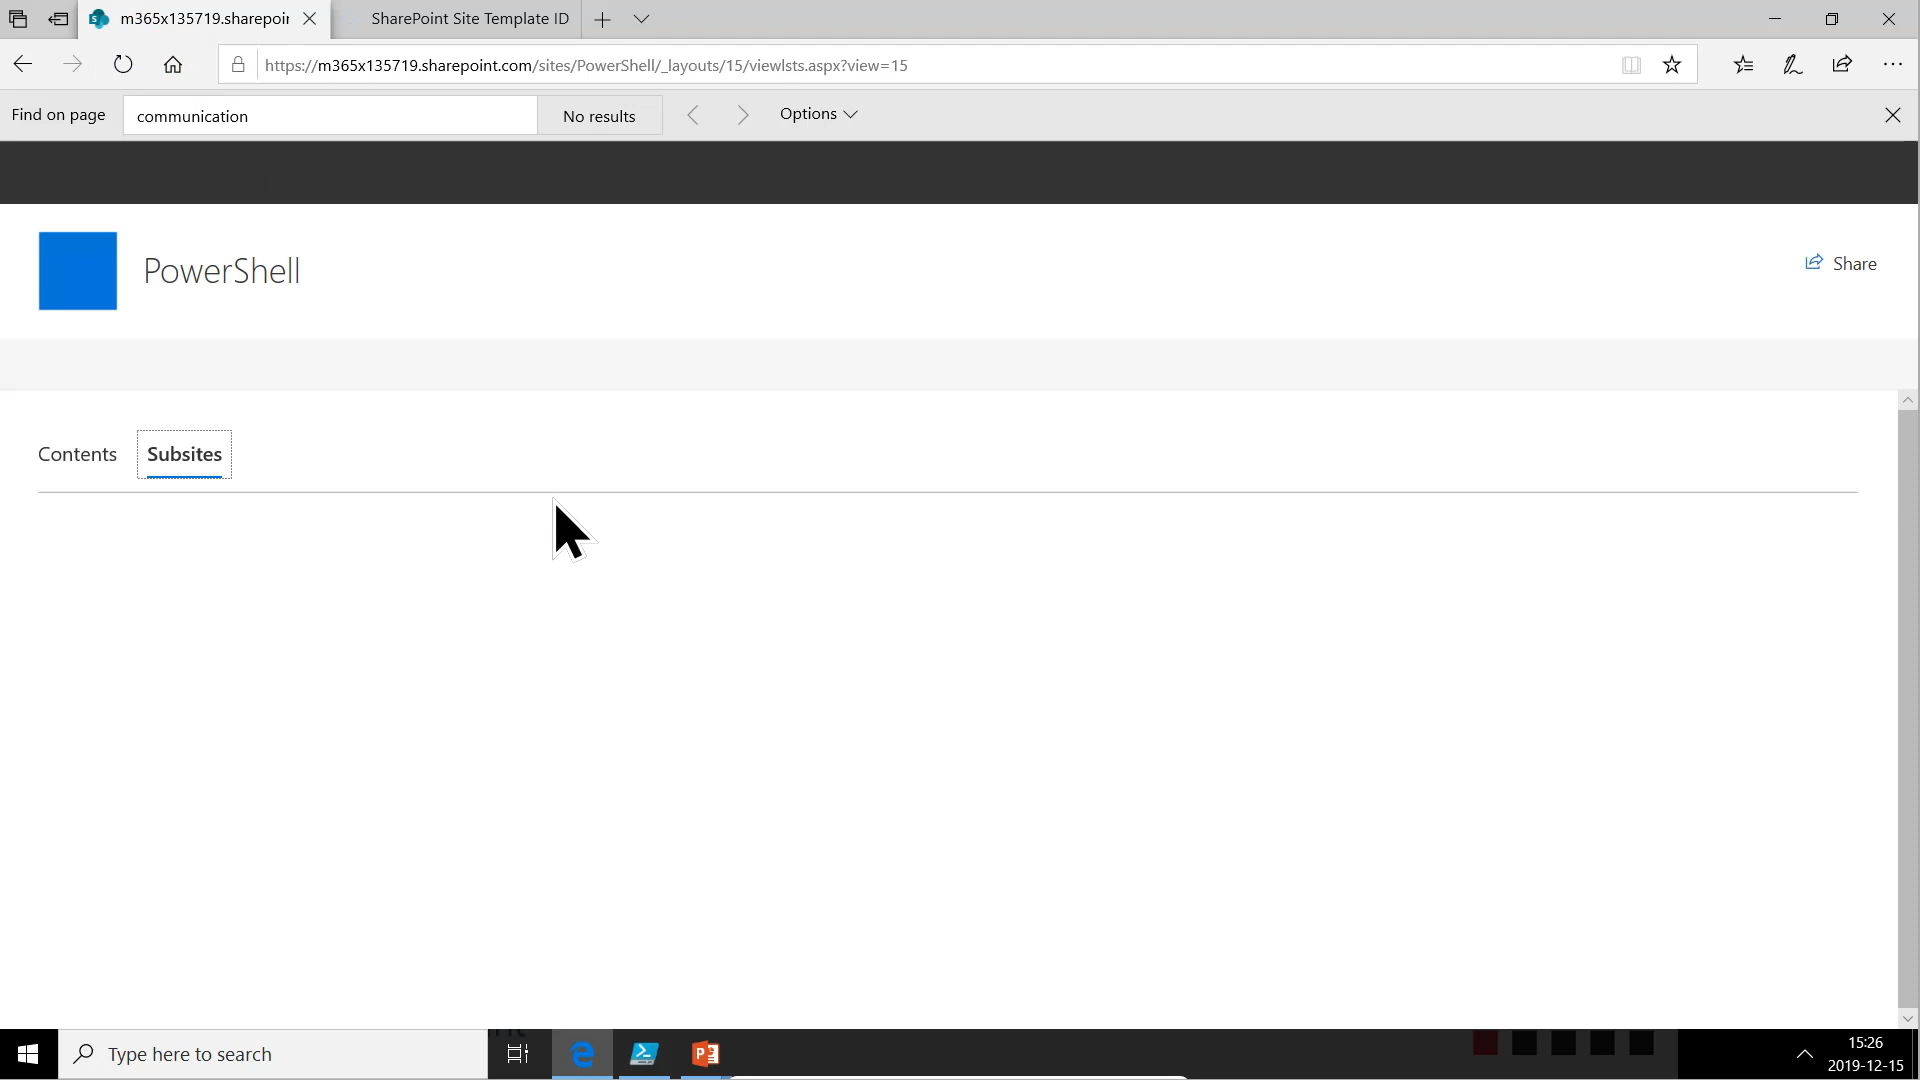 m365x135719.sharepoin
SharePoint Site Template ID
https://m365x135719.sharepoint.com/sites/PowerShell/_layouts/15/viewlsts.aspx?view=15
Find on page
communication
No results
Options
PowerShell
Share
Contents
Subsites
Type here to search
15:26
2019-12-15